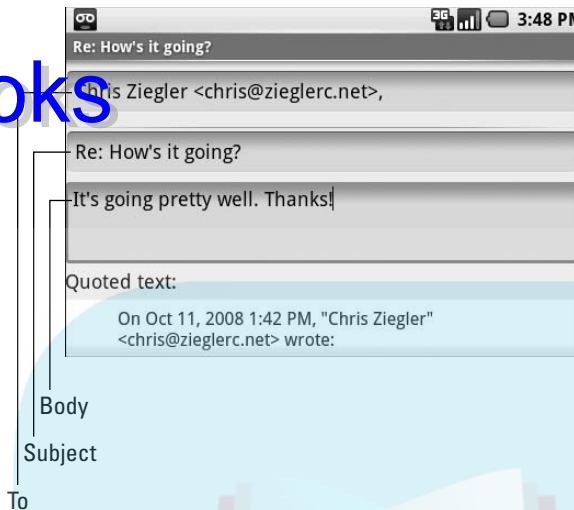 3G 3:48 PM
Re: How's it going?
oks
Chris Ziegler <chris@zieglerc.net>,
Re: How's it going?
It's going pretty well. Thanks!
Quoted text:
On Oct 11, 2008 1:42 PM, "Chris Ziegler"
<chris@zieglerc.net> wrote:
Body
Subject
To